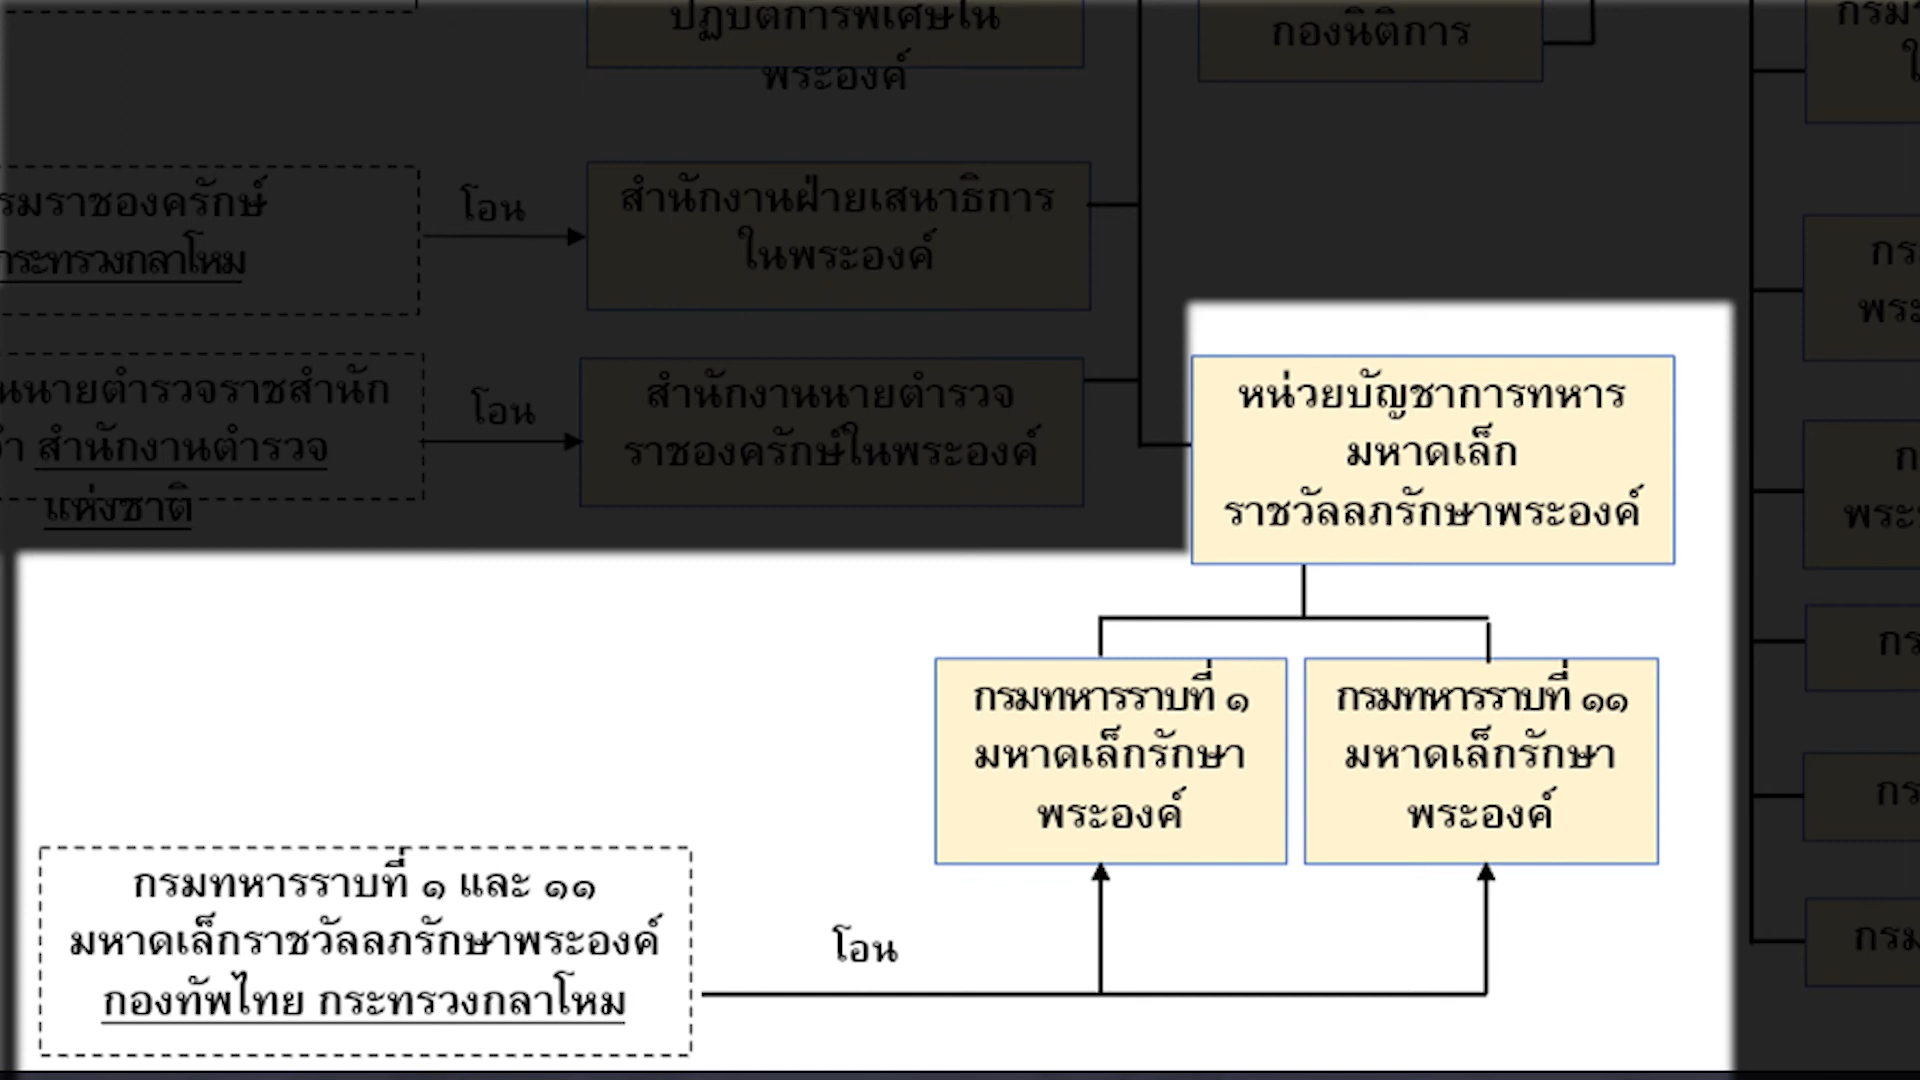 ปฏิบัติการพิเศษใน
พระองค์
กองนิติการ
รมราชองครักษ์
กระทรวงกลาโหม
โอน
สำนักงานฝ่ายเสนาธิการ
ในพระองค์
นนายตำรวจราชสำนัก
สำนักงานตำรวจ
แห่งชาติ
โอน
สำนักงานนายตำรวจ
ราชองครักษ์ในพระองค์
หน่วยบัญชาการทหาร
มหาดเล็ก
ราชวัลลภรักษาพระองค์
กรมทหารราบที่ ๑
มหาดเล็กรักษา
พระองค์
กรมทหารราบที่ ๑๑
มหาดเล็กรักษา
พระองค์
กรมทหารราบที่ ๑ และ ๑๑
มหาดเล็กราชวัลลภรักษาพระองค์
กองทัพไทย กระทรวงกลาโหม
โอน